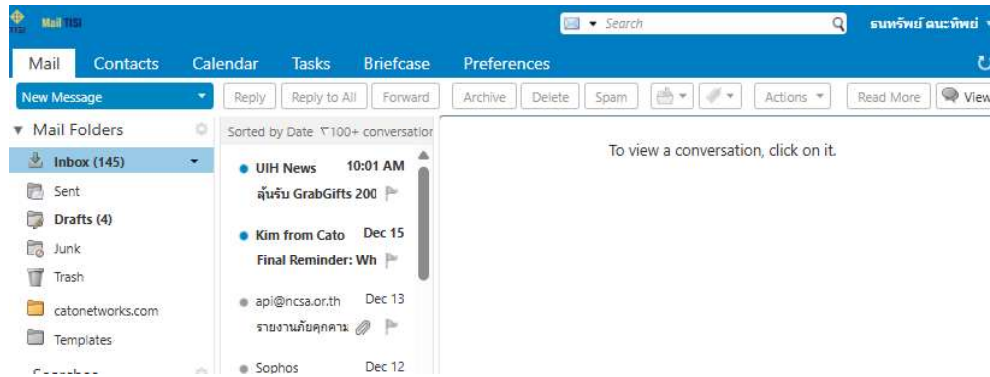 TISI Mail TISI Search ธนทรัพย์ คนะทิพย์
Mail Contacts Calendar Tasks Briefcase Preferences
New Message Reply Reply to All Forward Archive Delete Spam Actions Read More View
Mail Folders
Inbox (145)
Sent
Drafts (4)
Junk
Trash
catonetworks.com
Templates
Sorted by Date 100+ conversation
UIH News 10:01 AM
ลุ้นรับ GrabGifts 200
Kim from Cato Dec 15
Final Reminder: Wh
api@ncsa.or.th Dec 13
รายงานภัยคุกคาม
Sophos Dec 12
To view a conversation, click on it.